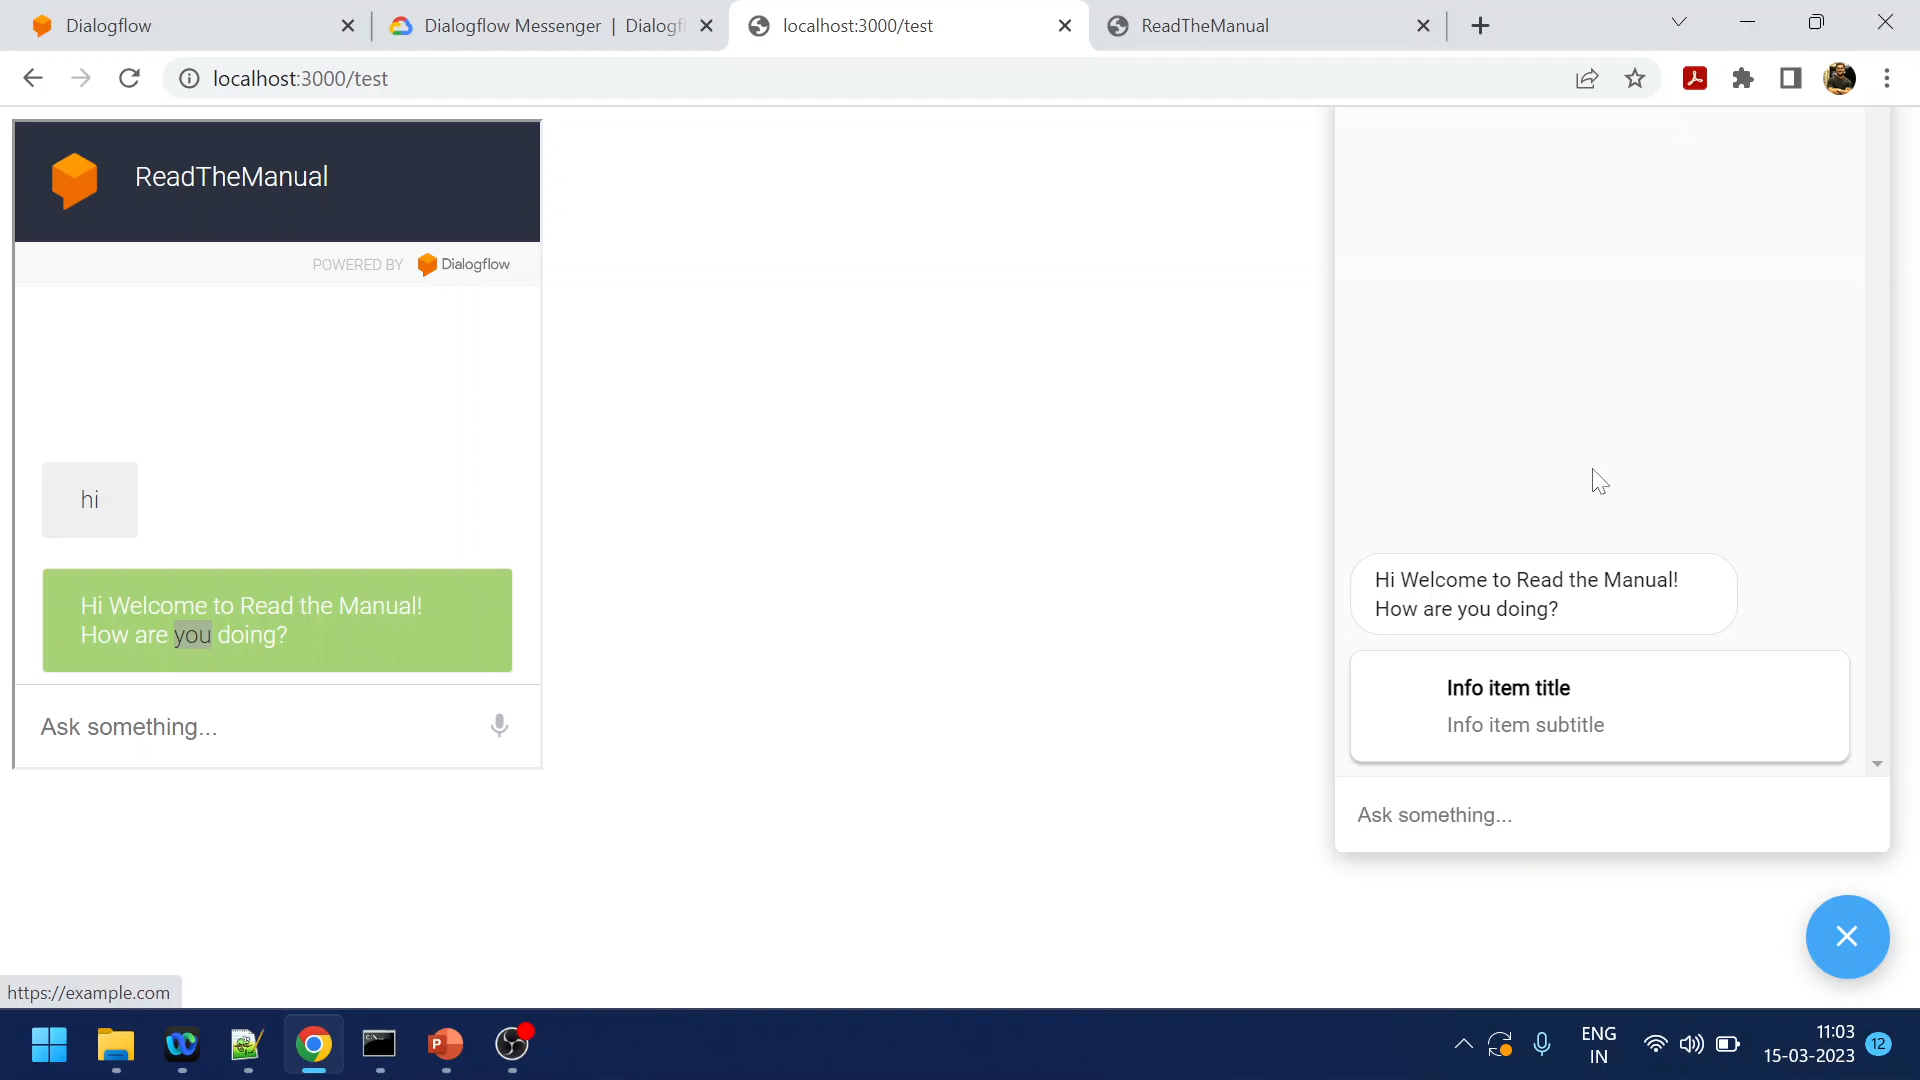 Dialogflow
Dialogflow Messenger | Dialogf
localhost:3000/test
ReadTheManual
localhost:3000/test
ReadTheManual
POWERED BY Dialogflow
hi
Hi Welcome to Read the Manual!
How are you doing?
Ask something...
Hi Welcome to Read the Manual!
How are you doing?
Info item title
Info item subtitle
Ask something...
https://example.com
ENG
IN
11:03
15-03-2023
12